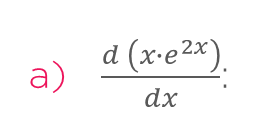 a) d (x·e^{2x}) / dx :